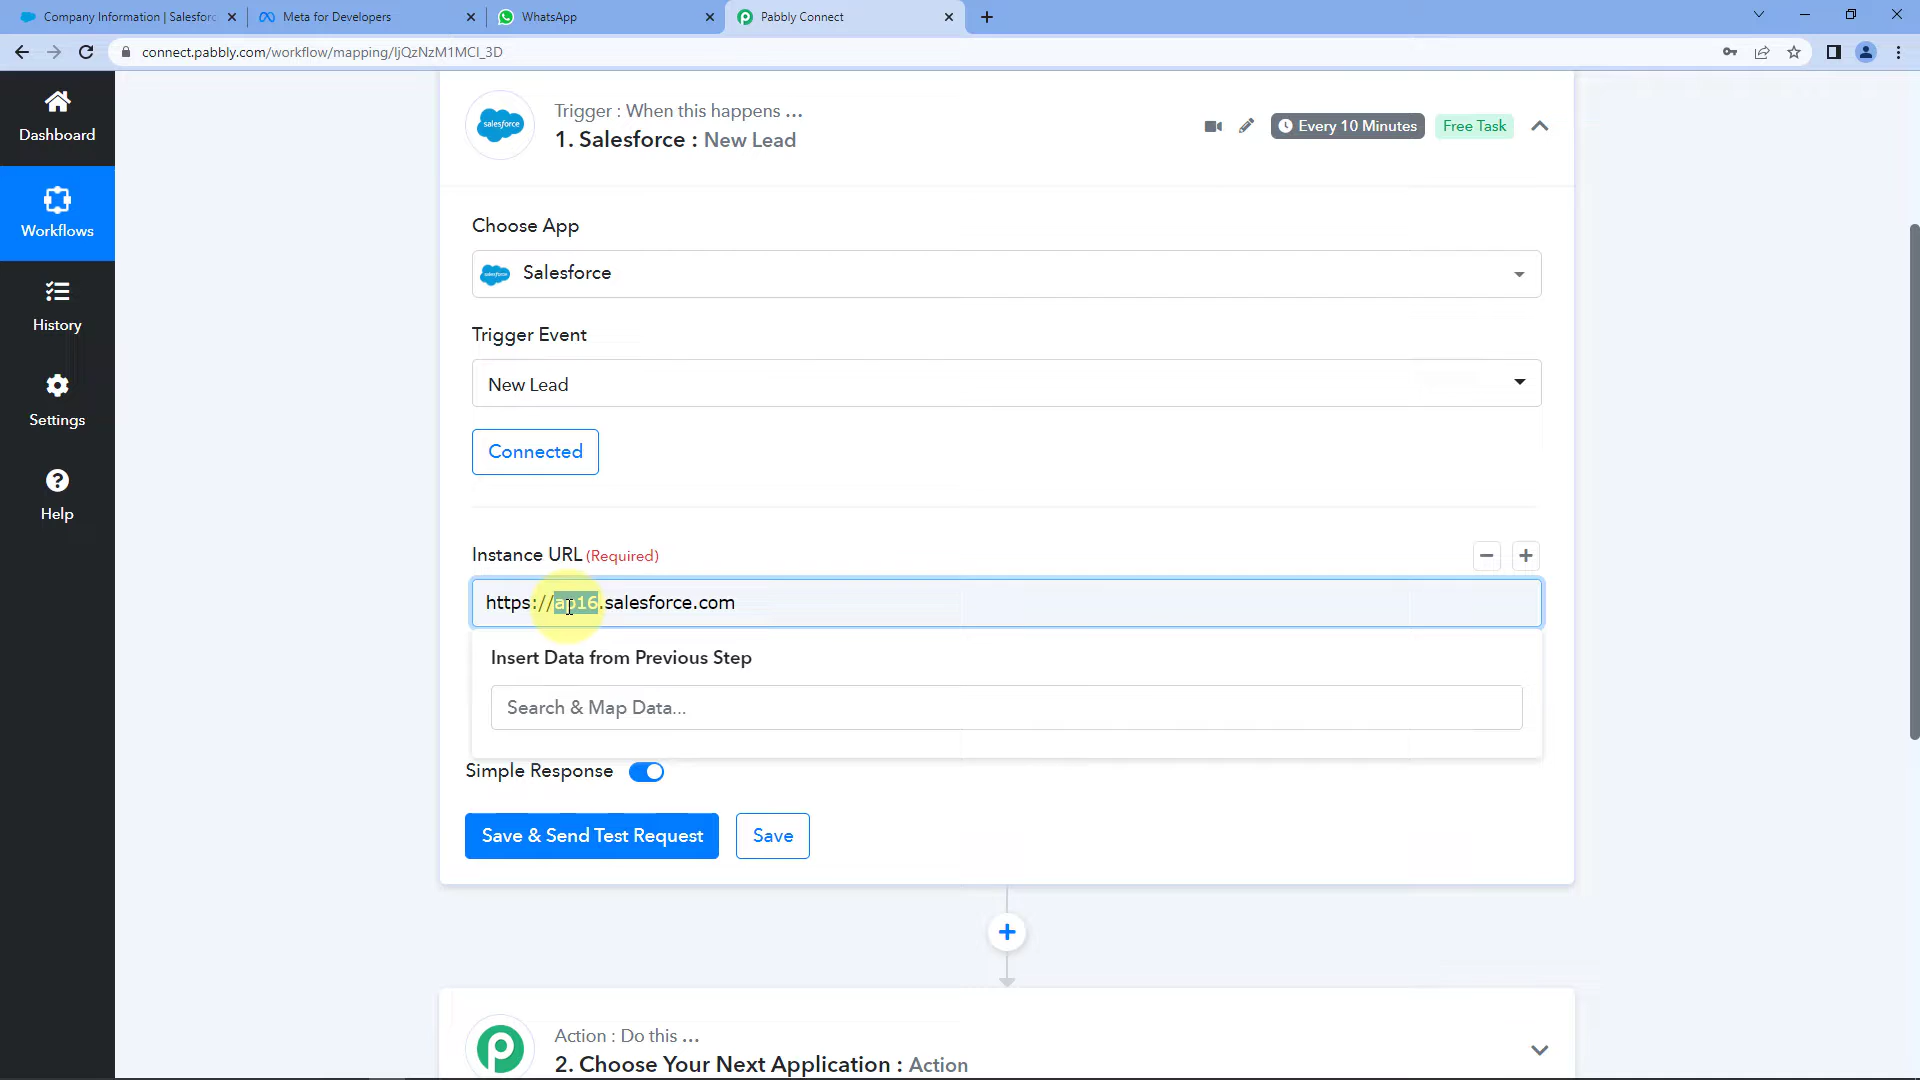 Company Information | Salesforc
Meta for Developers
WhatsApp
Pabbly Connect
connect.pabbly.com/workflow/mapping/IjQzNzM1MCI_3D
Dashboard
Workflows
History
Settings
Help
salesforce
Trigger : When this happens ...
1. Salesforce : New Lead
Every 10 Minutes
Free Task
Choose App
Salesforce
Trigger Event
New Lead
Connected
Instance URL (Required)
https://ap16.salesforce.com
Insert Data from Previous Step
Search & Map Data...
Simple Response
Save & Send Test Request
Save
Action : Do this ...
2. Choose Your Next Application : Action